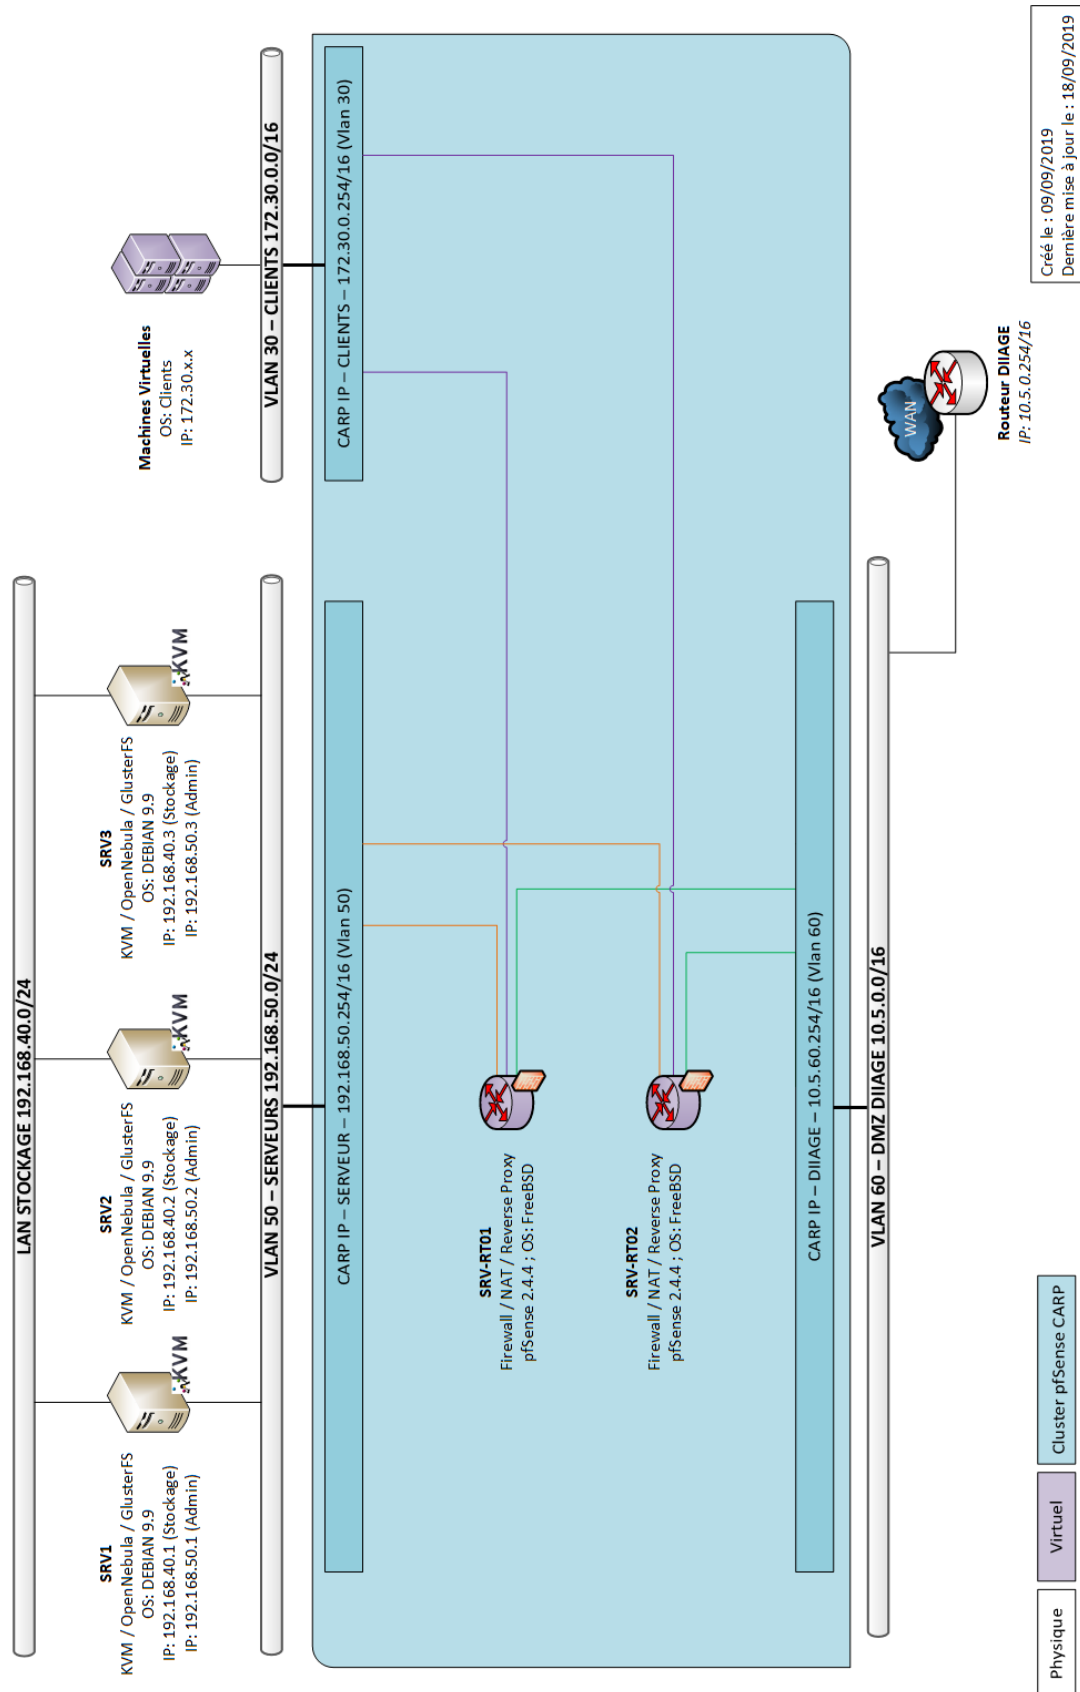 LAN STOCKAGE 192.168.40.0/24
SRV1
KVM / OpenNebula / GlusterFS
OS: DEBIAN 9.9
IP: 192.168.40.1 (Stockage)
IP: 192.168.50.1 (Admin)
KVM
SRV2
KVM / OpenNebula / GlusterFS
OS: DEBIAN 9.9
IP: 192.168.40.2 (Stockage)
IP: 192.168.50.2 (Admin)
KVM
SRV3
KVM / OpenNebula / GlusterFS
OS: DEBIAN 9.9
IP: 192.168.40.3 (Stockage)
IP: 192.168.50.3 (Admin)
KVM
Machines Virtuelles
OS: Clients
IP: 172.30.x.x
VLAN 50 – SERVEURS 192.168.50.0/24
VLAN 30 – CLIENTS 172.30.0.0/16
CARP IP – SERVEUR – 192.168.50.254/16 (Vlan 50)
CARP IP – CLIENTS – 172.30.0.254/16 (Vlan 30)
SRV-RT01
Firewall / NAT / Reverse Proxy
pfSense 2.4.4 ; OS: FreeBSD
SRV-RT02
Firewall / NAT / Reverse Proxy
pfSense 2.4.4 ; OS: FreeBSD
CARP IP – DIIAGE – 10.5.60.254/16 (Vlan 60)
VLAN 60 – DMZ DIIAGE 10.5.0.0/16
WAN
Routeur DIIAGE
IP: 10.5.0.254/16
Physique
Virtuel
Cluster pfSense CARP
Créé le : 09/09/2019
Dernière mise à jour le : 18/09/2019